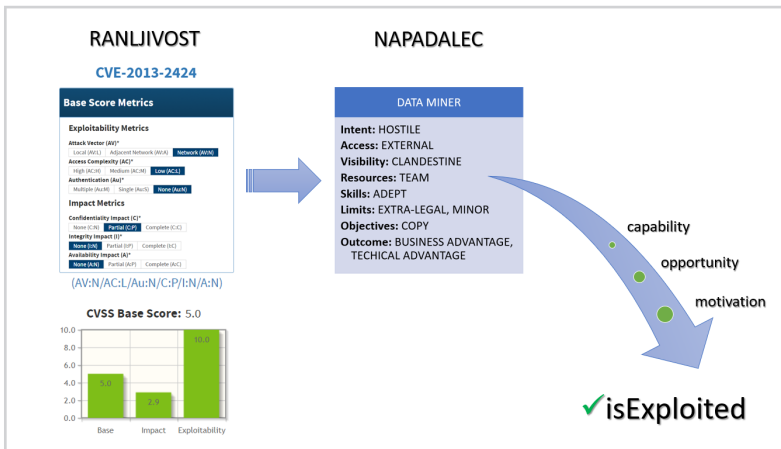 RANLJIVOST
CVE-2013-2424
Base Score Metrics
Exploitability Metrics
Attack Vector (AV)*
Local (AV:L) Adjacent Network (AV:A) Network (AV:N)
Access Complexity (AC)*
High (AC:H) Medium (AC:M) Low (AC:L)
Authentication (Au)*
Multiple (Au:M) Single (Au:S) None (Au:N)
Impact Metrics
Confidentiality Impact (C)*
None (C:N) Partial (C:P) Complete (C:C)
Integrity Impact (I)*
None (I:N) Partial (I:P) Complete (I:C)
Availability Impact (A)*
None (A:N) Partial (A:P) Complete (A:C)
(AV:N/AC:L/Au:N/C:P/I:N/A:N)
CVSS Base Score: 5.0
10.0
8.0
6.0
4.0
2.0
0.0
5.0
2.9
10.0
Base Impact Exploitability
NAPADALEC
DATA MINER
Intent: HOSTILE
Access: EXTERNAL
Visibility: CLANDESTINE
Resources: TEAM
Skills: ADEPT
Limits: EXTRA-LEGAL, MINOR
Objectives: COPY
Outcome: BUSINESS ADVANTAGE,
TECHICAL ADVANTAGE
capability
opportunity
motivation
isExploited